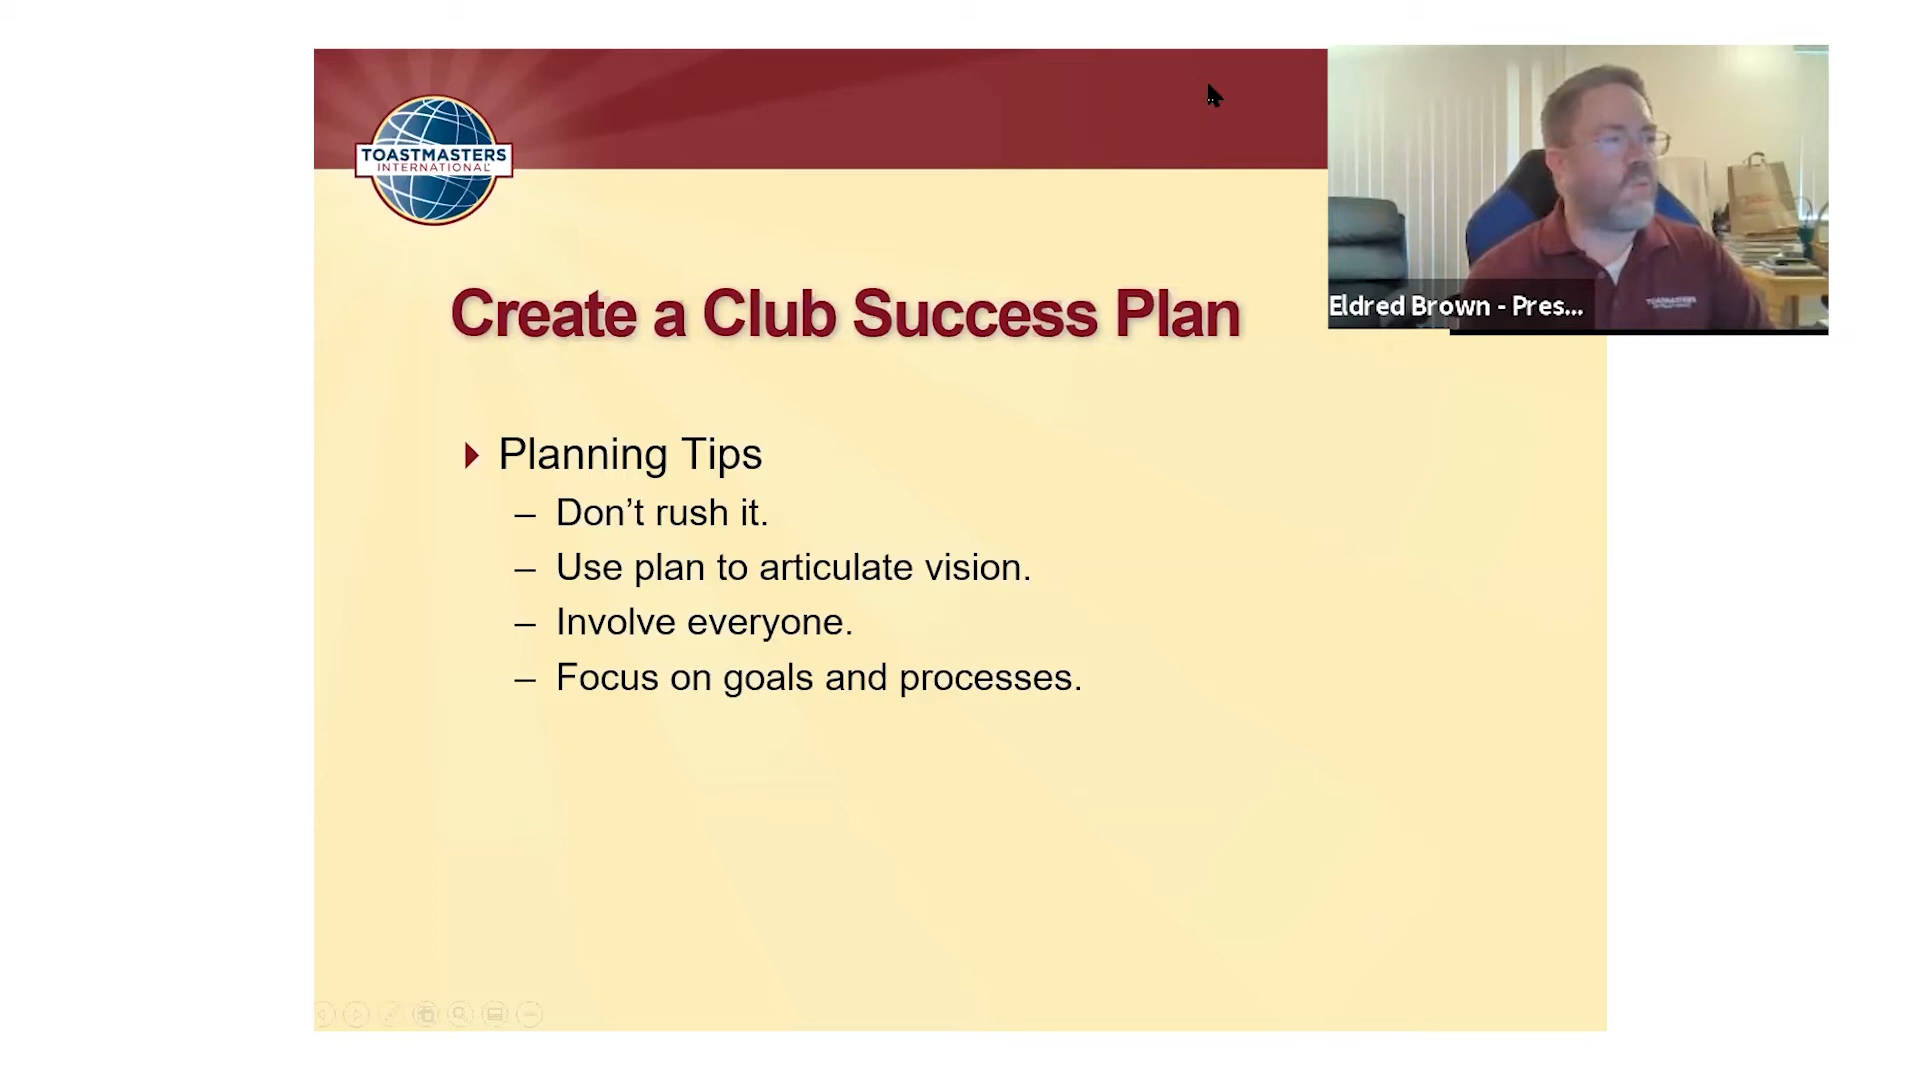 TOASTMASTERS
INTERNATIONAL
Create a Club Success Plan
Eldred Brown - Pres...
TOASTMASTERS
Planning Tips
– Don’t rush it.
– Use plan to articulate vision.
– Involve everyone.
– Focus on goals and processes.